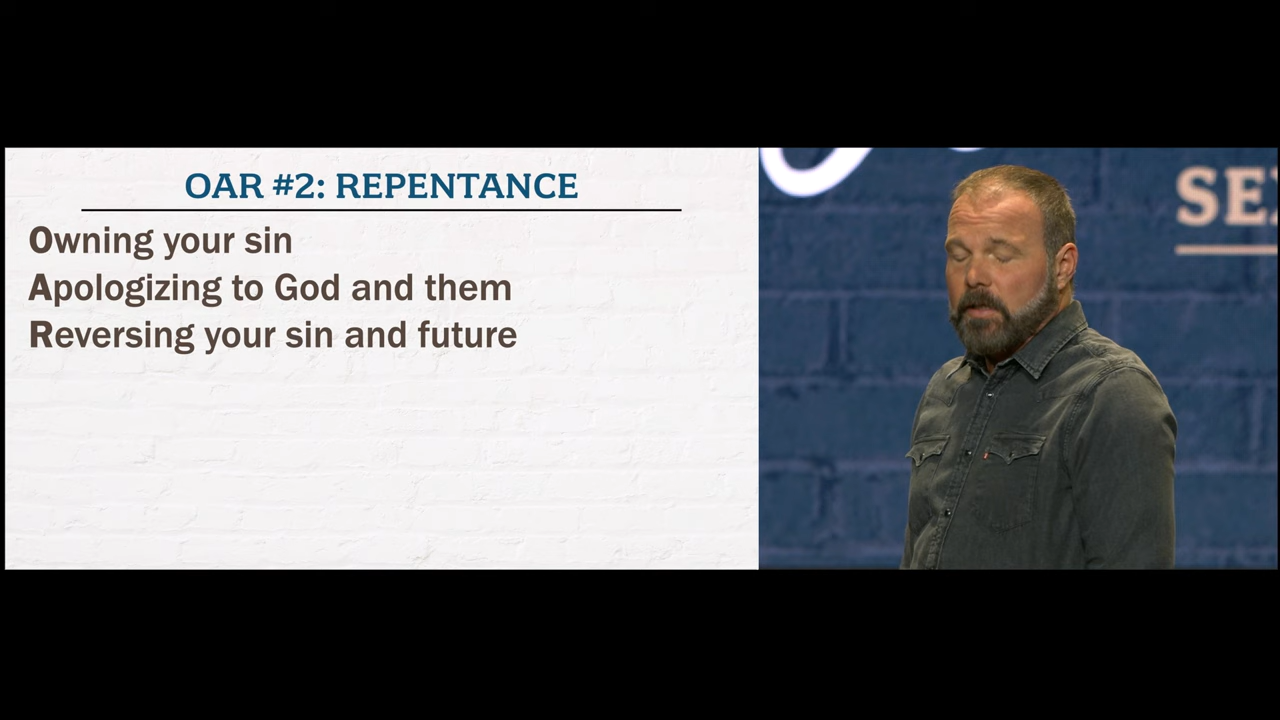 OAR #2: REPENTANCE
Owning your sin
Apologizing to God and them
Reversing your sin and future